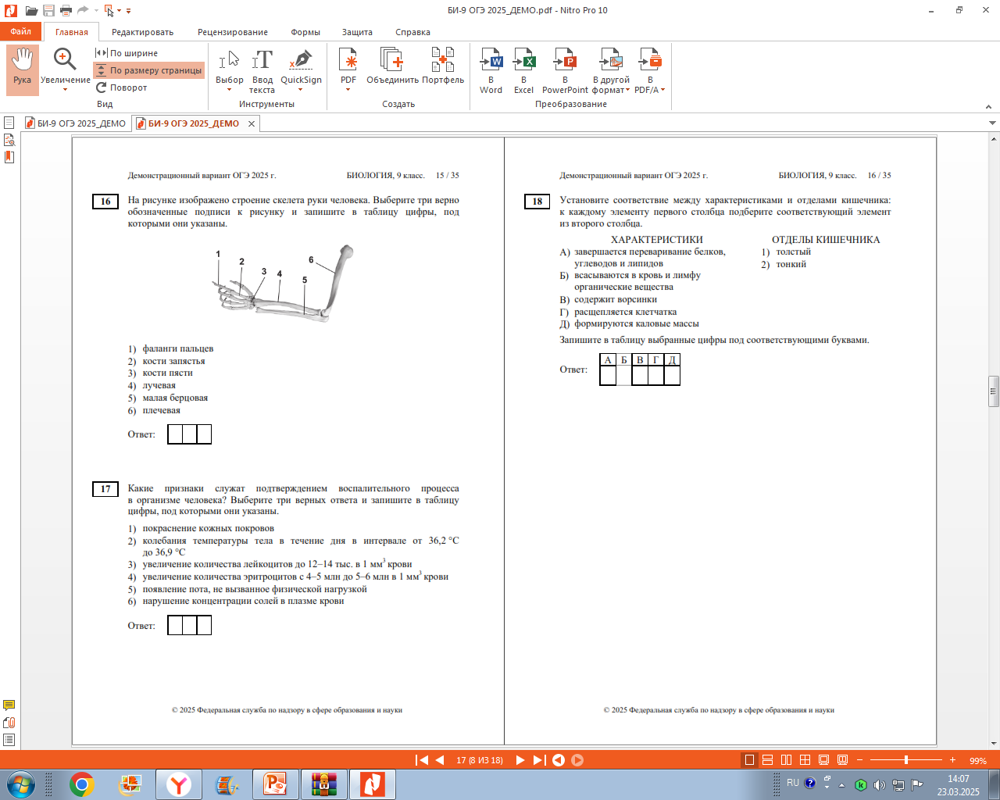 БИ-9 ОГЭ 2025_ДЕМО.pdf - Nitro Pro 10
Файл Главная Редактировать Рецензирование Формы Защита Справка
Рука
Увеличение
По ширине
По размеру страницы
Поворот
Вид
Выбор
Ввод текста
QuickSign
Инструменты
PDF
Объединить
Портфель
Создать
В Word
В Excel
В PowerPoint
В другой формат
В PDF/A
Преобразование
БИ-9 ОГЭ 2025_ДЕМО
БИ-9 ОГЭ 2025_ДЕМО
Демонстрационный вариант ОГЭ 2025 г. БИОЛОГИЯ, 9 класс. 15 / 35
16 На рисунке изображено строение скелета руки человека. Выберите три верно
обозначенные подписи к рисунку и запишите в таблицу цифры, под
которыми они указаны.
1
2
3
4
5
6
1) фаланги пальцев
2) кости запястья
3) кости пясти
4) лучевая
5) малая берцовая
6) плечевая
Ответ:
17 Какие признаки служат подтверждением воспалительного процесса
в организме человека? Выберите три верных ответа и запишите в таблицу
цифры, под которыми они указаны.
1) покраснение кожных покровов
2) колебания температуры тела в течение дня в интервале от 36,2 °С
до 36,9 °С
3) увеличение количества лейкоцитов до 12–14 тыс. в 1 мм³ крови
4) увеличение количества эритроцитов с 4–5 млн до 5–6 млн в 1 мм³ крови
5) появление пота, не вызванное физической нагрузкой
6) нарушение концентрации солей в плазме крови
Ответ:
© 2025 Федеральная служба по надзору в сфере образования и науки
Демонстрационный вариант ОГЭ 2025 г. БИОЛОГИЯ, 9 класс. 16 / 35
18 Установите соответствие между характеристиками и отделами кишечника:
к каждому элементу первого столбца подберите соответствующий элемент
из второго столбца.
ХАРАКТЕРИСТИКИ
А) завершается переваривание белков,
углеводов и липидов
Б) всасываются в кровь и лимфу
органические вещества
В) содержит ворсинки
Г) расщепляется клетчатка
Д) формируются каловые массы
ОТДЕЛЫ КИШЕЧНИКА
1) толстый
2) тонкий
Запишите в таблицу выбранные цифры под соответствующими буквами.
Ответ:
А Б В Г Д
© 2025 Федеральная служба по надзору в сфере образования и науки
17 (8 ИЗ 18)
99%
RU
14:07
23.03.2025